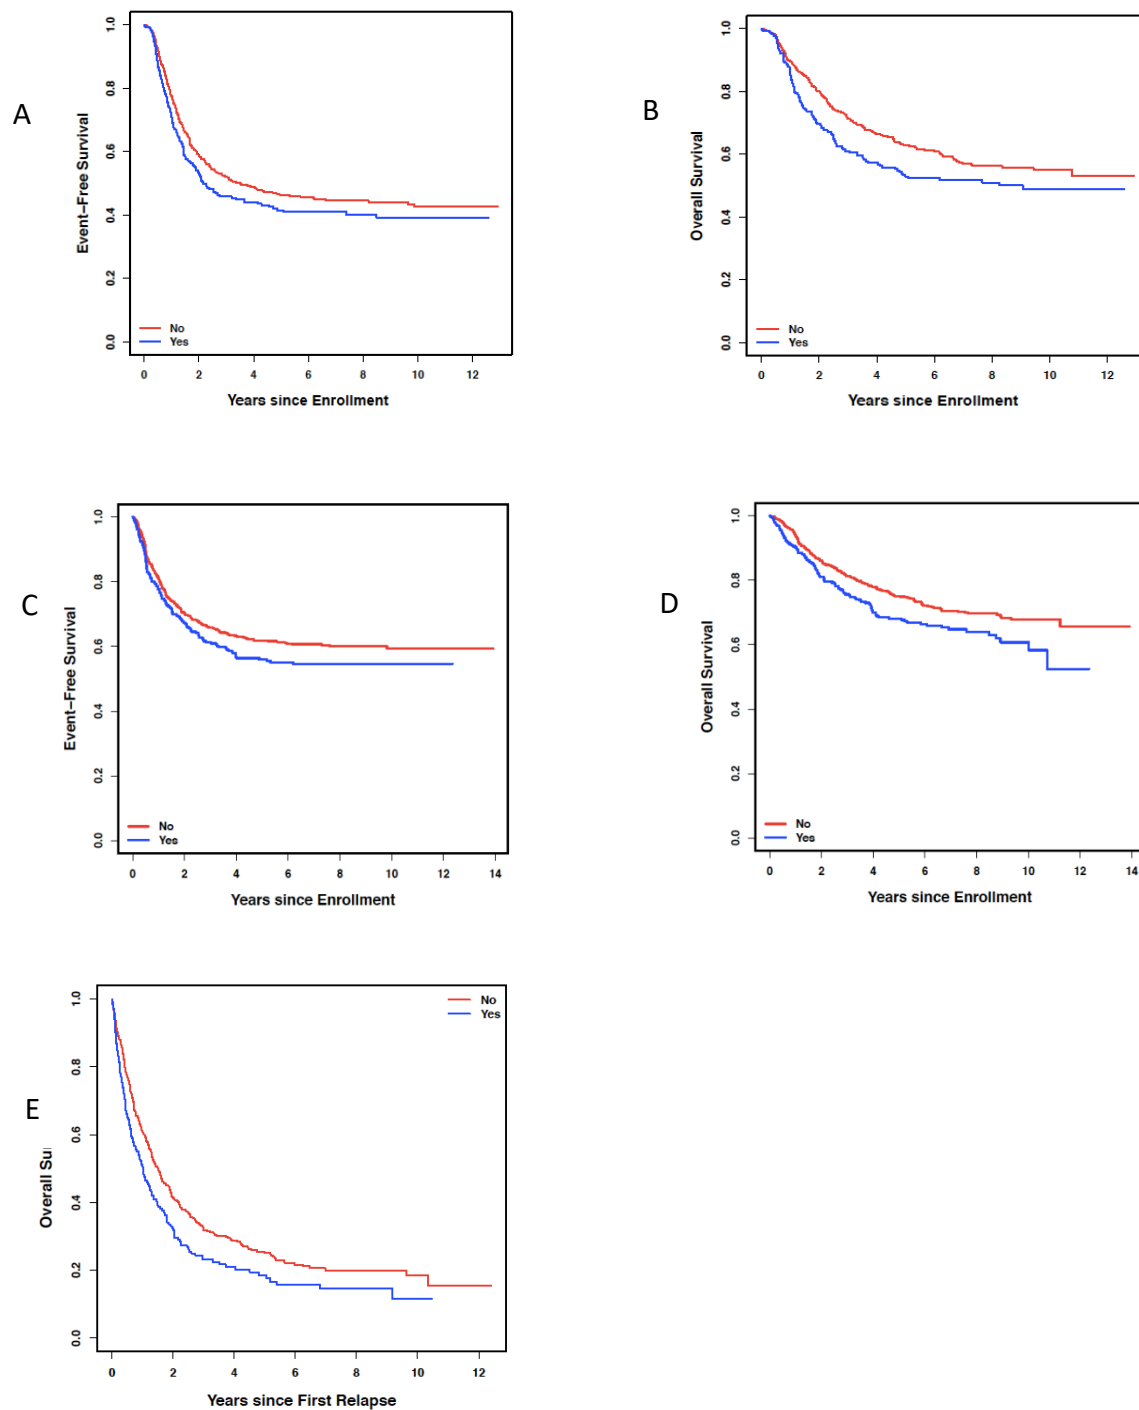 A
Event-Free Survival
1.0
0.8
0.6
0.4
0.2
0.0
No
Yes
0 2 4 6 8 10 12
Years since Enrollment
B
Overall Survival
1.0
0.8
0.6
0.4
0.2
0.0
No
Yes
0 2 4 6 8 10 12
Years since Enrollment
C
Event-Free Survival
1.0
0.8
0.6
0.4
0.2
0.0
No
Yes
0 2 4 6 8 10 12 14
Years since Enrollment
D
Overall Survival
1.0
0.8
0.6
0.4
0.2
0.0
No
Yes
0 2 4 6 8 10 12 14
Years since Enrollment
E
Overall Su
1.0
0.8
0.6
0.4
0.2
0.0
No
Yes
0 2 4 6 8 10 12
Years since First Relapse